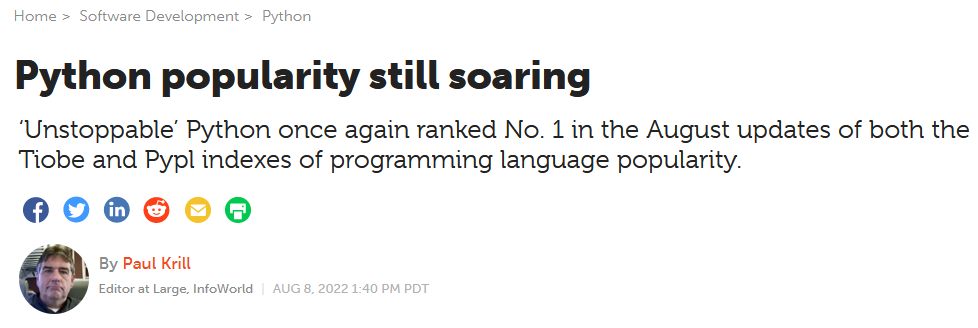 Home > Software Development > Python
Python popularity still soaring
‘Unstoppable’ Python once again ranked No. 1 in the August updates of both the
Tiobe and Pypl indexes of programming language popularity.
f in
By Paul Krill
Editor at Large, InfoWorld | AUG 8, 2022 1:40 PM PDT